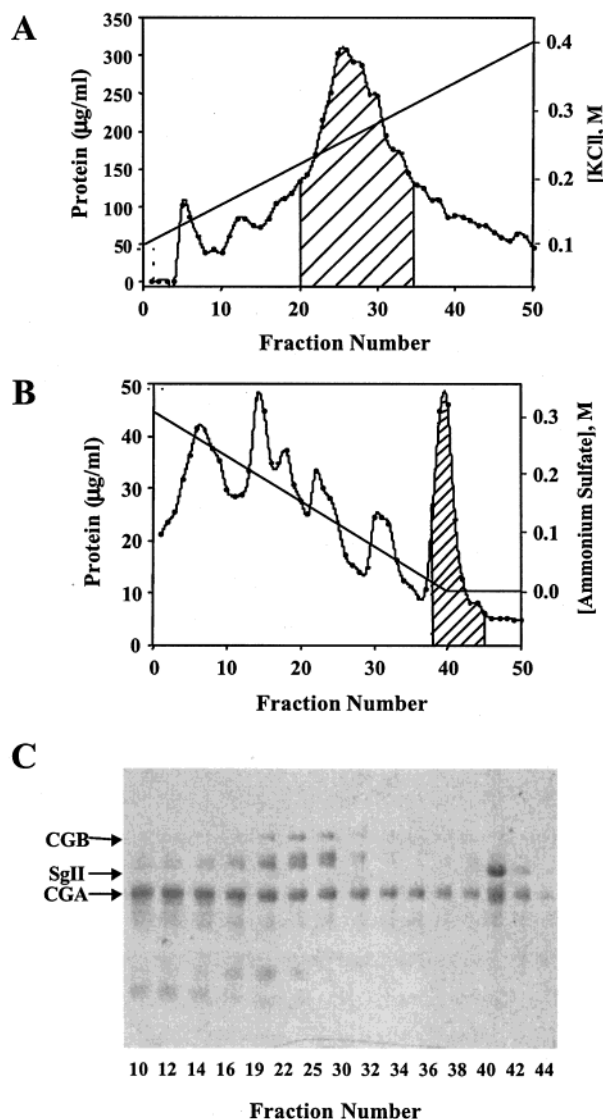 A
Protein (µg/ml)
350
300
250
200
150
100
50
0
0.4
0.3
0.2
0.1
[KCl], M
0 10 20 30 40 50
Fraction Number
B
Protein (µg/ml)
50
40
30
20
10
0
0.3
0.2
0.1
0.0
[Ammonium Sulfate], M
0 10 20 30 40 50
Fraction Number
C
CGB
SgII
CGA
10 12 14 16 19 22 25 30 32 34 36 38 40 42 44
Fraction Number